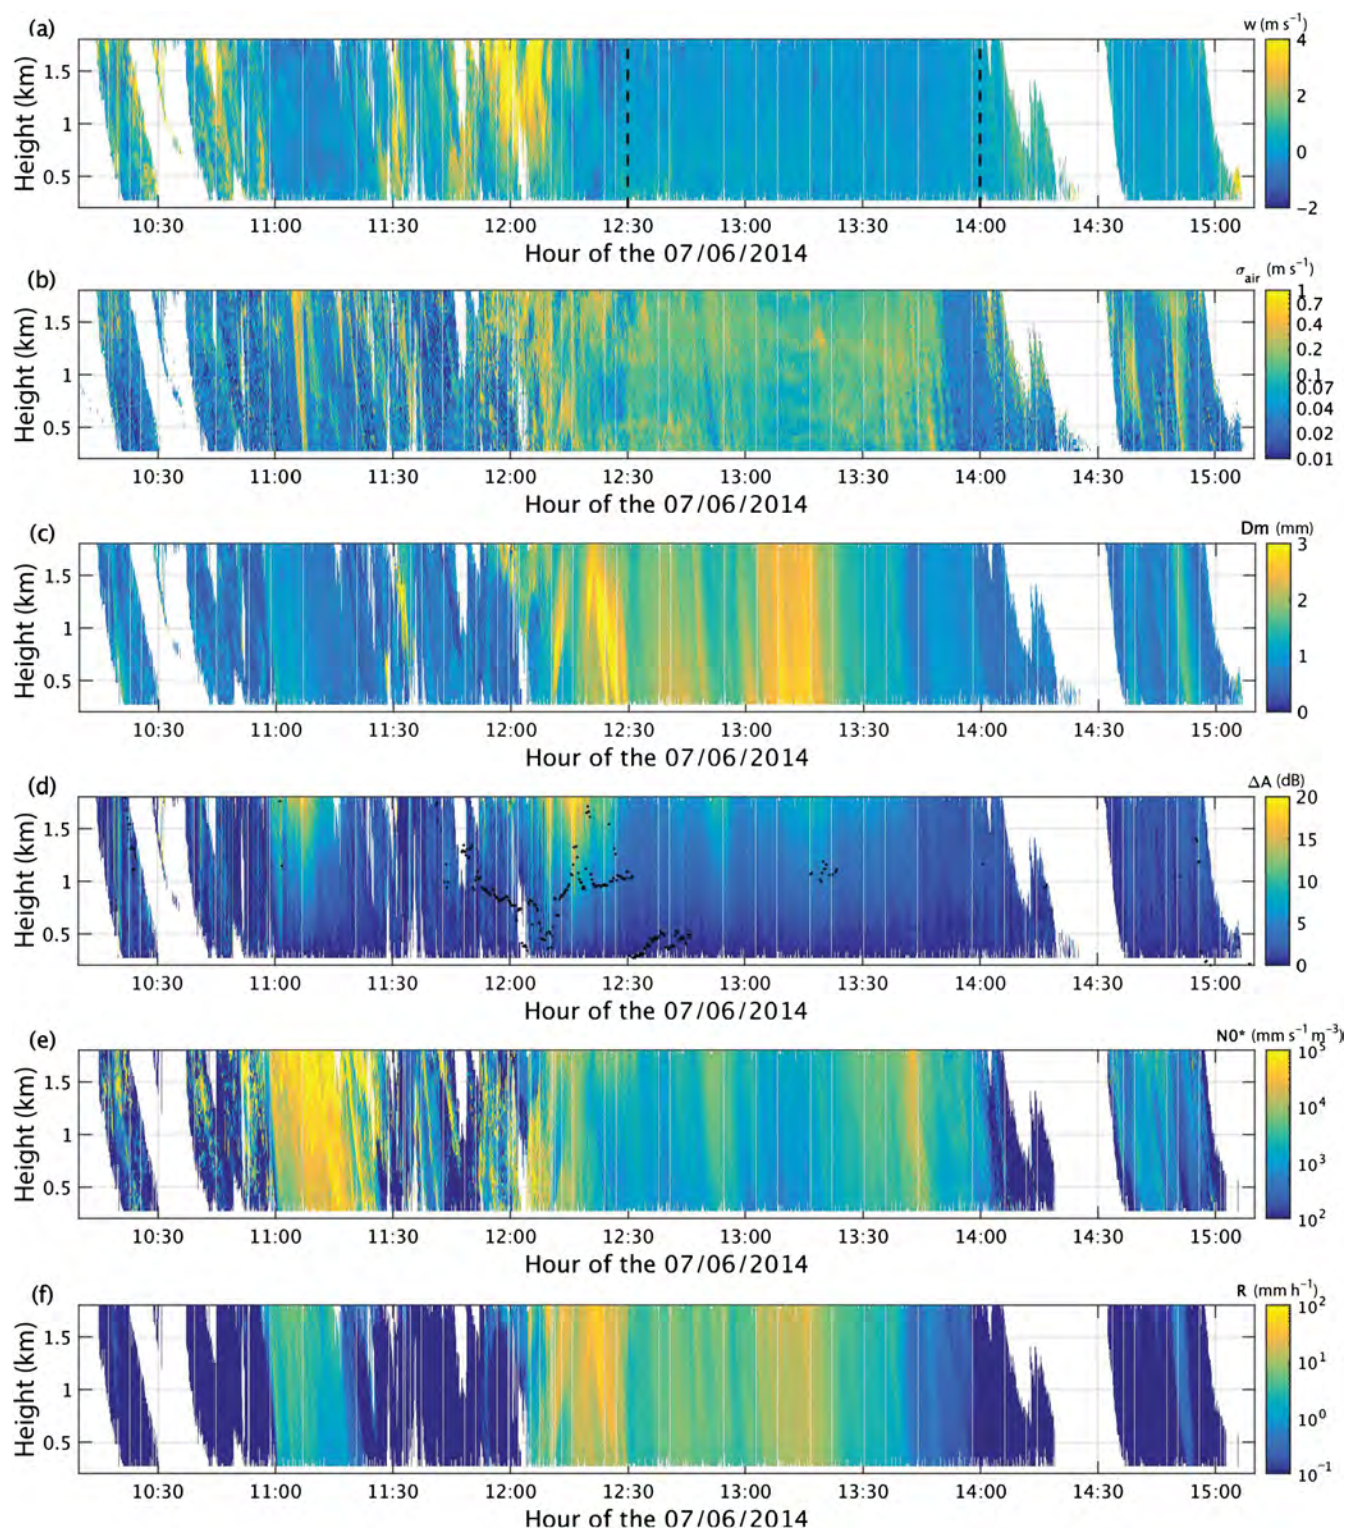 (a) w (m s⁻¹)
4
1.5
2
Height (km)
1
0
0.5
−2
10:30 11:00 11:30 12:00 12:30 13:00 13:30 14:00 14:30 15:00
Hour of the 07/06/2014
(b) σair (m s⁻¹)
1
0.7
1.5
0.4
0.2
Height (km)
1
0.1
0.07
0.04
0.5
0.02
0.01
10:30 11:00 11:30 12:00 12:30 13:00 13:30 14:00 14:30 15:00
Hour of the 07/06/2014
(c) Dm (mm)
3
1.5
2
Height (km)
1
1
0.5
0
10:30 11:00 11:30 12:00 12:30 13:00 13:30 14:00 14:30 15:00
Hour of the 07/06/2014
(d) ΔA (dB)
20
1.5
15
Height (km)
1
10
0.5
5
0
10:30 11:00 11:30 12:00 12:30 13:00 13:30 14:00 14:30 15:00
Hour of the 07/06/2014
(e) N0* (mm s⁻¹ m⁻³)
10⁵
1.5
10⁴
Height (km)
1
10³
0.5
10²
10:30 11:00 11:30 12:00 12:30 13:00 13:30 14:00 14:30 15:00
Hour of the 07/06/2014
(f) R (mm h⁻¹)
10²
1.5
10¹
Height (km)
1
10⁰
0.5
10⁻¹
10:30 11:00 11:30 12:00 12:30 13:00 13:30 14:00 14:30 15:00
Hour of the 07/06/2014